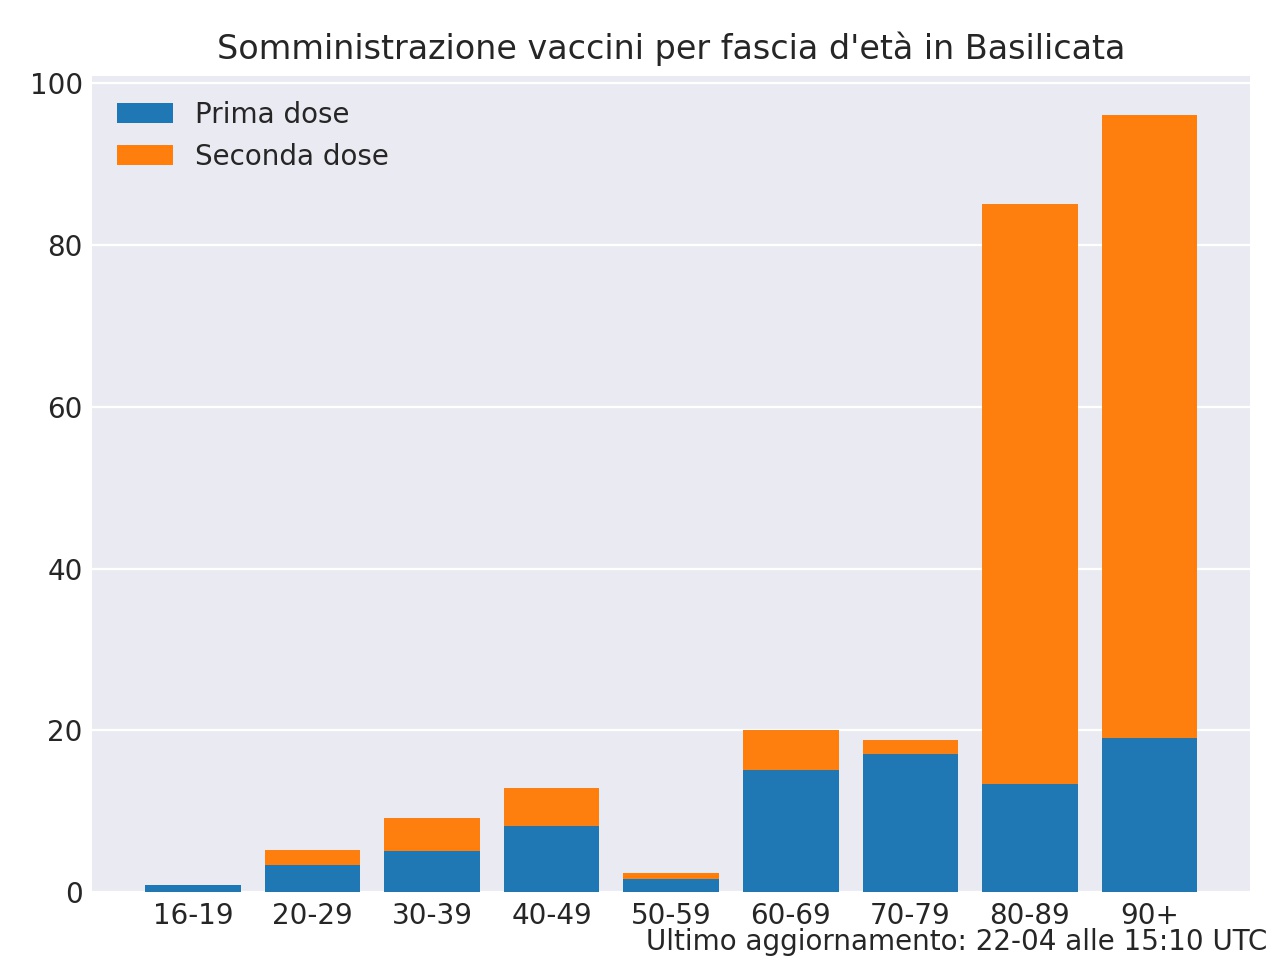 Somministrazione vaccini per fascia d'età in Basilicata
100
Prima dose
Seconda dose
80
60
40
20
0
16-19 20-29 30-39 40-49 50-59 60-69 70-79 80-89 90+
Ultimo aggiornamento: 22-04 alle 15:10 UTC